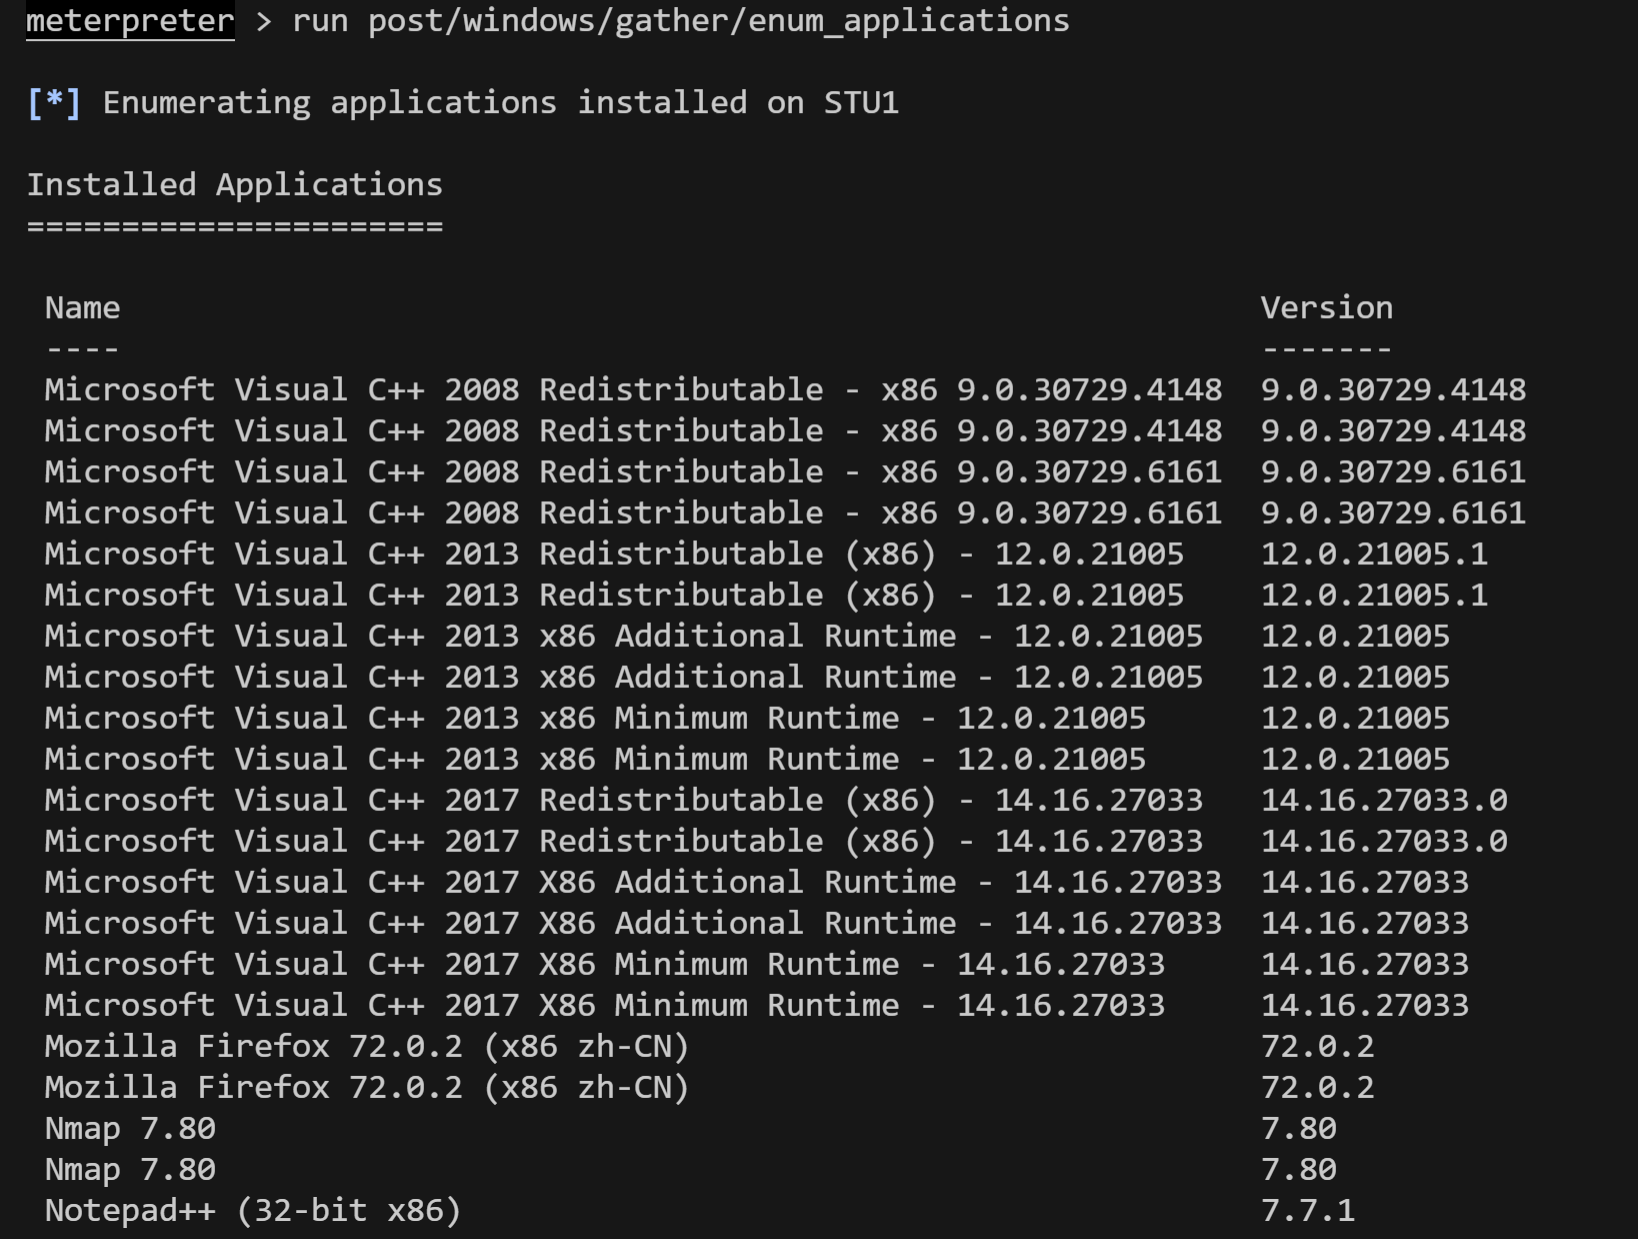 meterpreter > run post/windows/gather/enum_applications
[*] Enumerating applications installed on STU1
Installed Applications
======================
Name Version
---- -------
Microsoft Visual C++ 2008 Redistributable - x86 9.0.30729.4148 9.0.30729.4148
Microsoft Visual C++ 2008 Redistributable - x86 9.0.30729.4148 9.0.30729.4148
Microsoft Visual C++ 2008 Redistributable - x86 9.0.30729.6161 9.0.30729.6161
Microsoft Visual C++ 2008 Redistributable - x86 9.0.30729.6161 9.0.30729.6161
Microsoft Visual C++ 2013 Redistributable (x86) - 12.0.21005 12.0.21005.1
Microsoft Visual C++ 2013 Redistributable (x86) - 12.0.21005 12.0.21005.1
Microsoft Visual C++ 2013 x86 Additional Runtime - 12.0.21005 12.0.21005
Microsoft Visual C++ 2013 x86 Additional Runtime - 12.0.21005 12.0.21005
Microsoft Visual C++ 2013 x86 Minimum Runtime - 12.0.21005 12.0.21005
Microsoft Visual C++ 2013 x86 Minimum Runtime - 12.0.21005 12.0.21005
Microsoft Visual C++ 2017 Redistributable (x86) - 14.16.27033 14.16.27033.0
Microsoft Visual C++ 2017 Redistributable (x86) - 14.16.27033 14.16.27033.0
Microsoft Visual C++ 2017 X86 Additional Runtime - 14.16.27033 14.16.27033
Microsoft Visual C++ 2017 X86 Additional Runtime - 14.16.27033 14.16.27033
Microsoft Visual C++ 2017 X86 Minimum Runtime - 14.16.27033 14.16.27033
Microsoft Visual C++ 2017 X86 Minimum Runtime - 14.16.27033 14.16.27033
Mozilla Firefox 72.0.2 (x86 zh-CN) 72.0.2
Mozilla Firefox 72.0.2 (x86 zh-CN) 72.0.2
Nmap 7.80 7.80
Nmap 7.80 7.80
Notepad++ (32-bit x86) 7.7.1